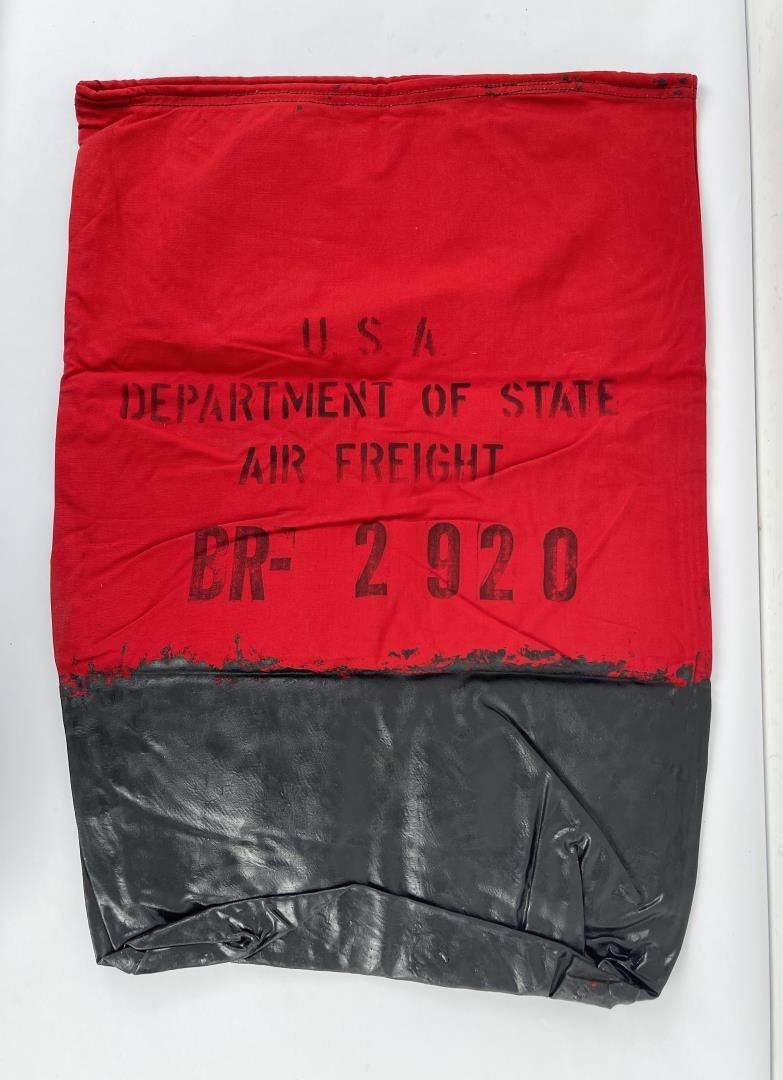 U.S.A.
DEPARTMENT OF STATE
AIR FREIGHT
BR- 2920